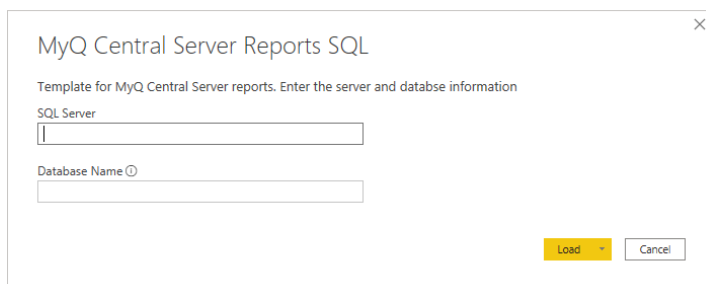 MyQ Central Server Reports SQL
Template for MyQ Central Server reports. Enter the server and databse information
SQL Server
Database Name
Load
Cancel